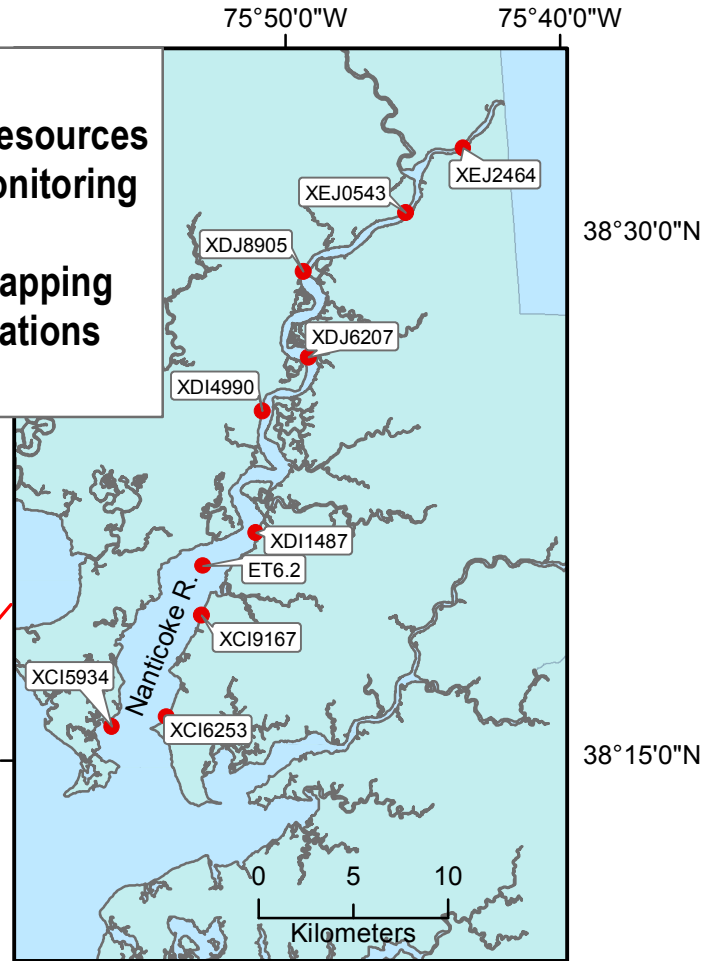 75°50'0"W
75°40'0"W
esources
onitoring
apping
ations
XEJ2464
XEJ0543
38°30'0"N
XDJ8905
XDJ6207
XDI4990
XDI1487
ET6.2
Nanticoke R.
XCI9167
XCI5934
XCI6253
38°15'0"N
0 5 10
Kilometers